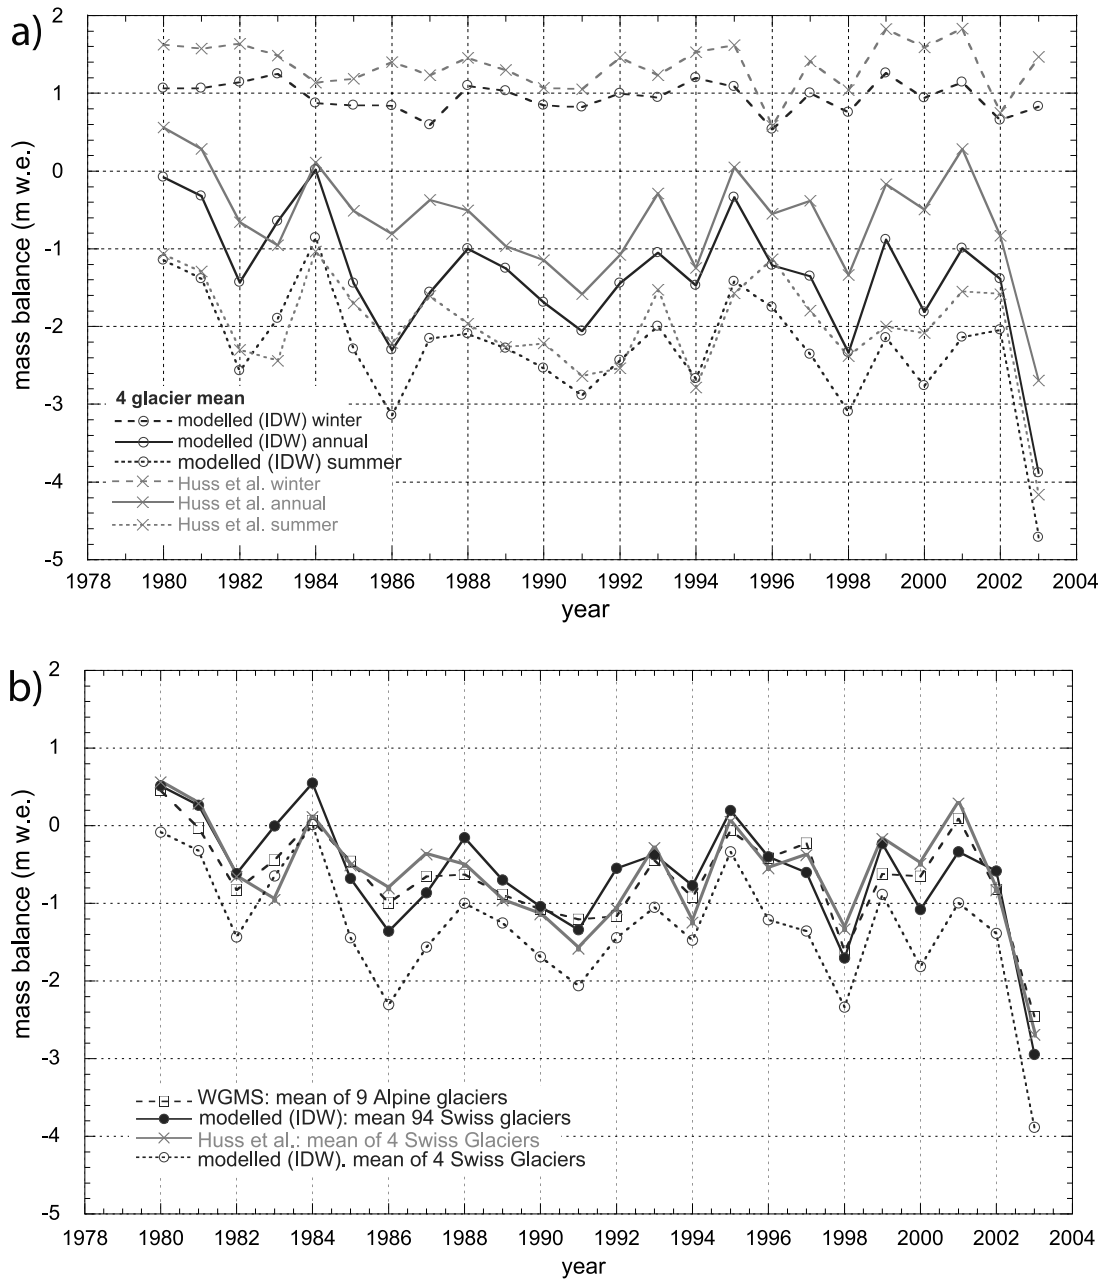 a)
2
1
0
-1
-2
-3
-4
-5
mass balance (m w.e.)
4 glacier mean
modelled (IDW) winter
modelled (IDW) annual
modelled (IDW) summer
Huss et al. winter
Huss et al. annual
Huss et al. summer
1978 1980 1982 1984 1986 1988 1990 1992 1994 1996 1998 2000 2002 2004
year
b)
2
1
0
-1
-2
-3
-4
-5
mass balance (m w.e.)
WGMS: mean of 9 Alpine glaciers
modelled (IDW): mean 94 Swiss glaciers
Huss et al.: mean of 4 Swiss Glaciers
modelled (IDW). mean of 4 Swiss Glaciers
1978 1980 1982 1984 1986 1988 1990 1992 1994 1996 1998 2000 2002 2004
year